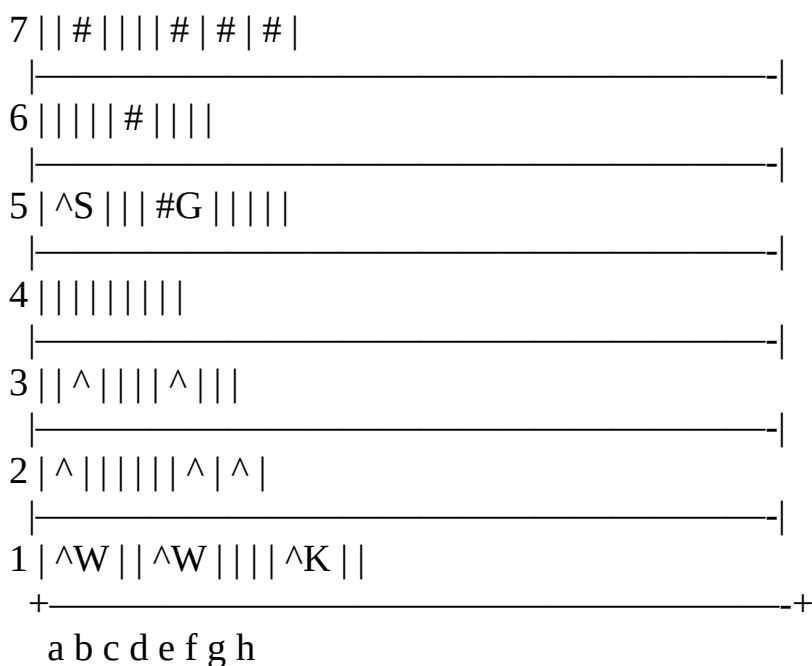 7 | | # | | | | # | # | # |
|———————————————————-|
6 | | | | | # | | | |
|———————————————————-|
5 | ^S | | | #G | | | | |
|———————————————————-|
4 | | | | | | | | |
|———————————————————-|
3 | | ^ | | | | ^ | | |
|———————————————————-|
2 | ^ | | | | | | ^ | ^ |
|———————————————————-|
1 | ^W | | ^W | | | | ^K | |
+———————————————————-+
a b c d e f g h